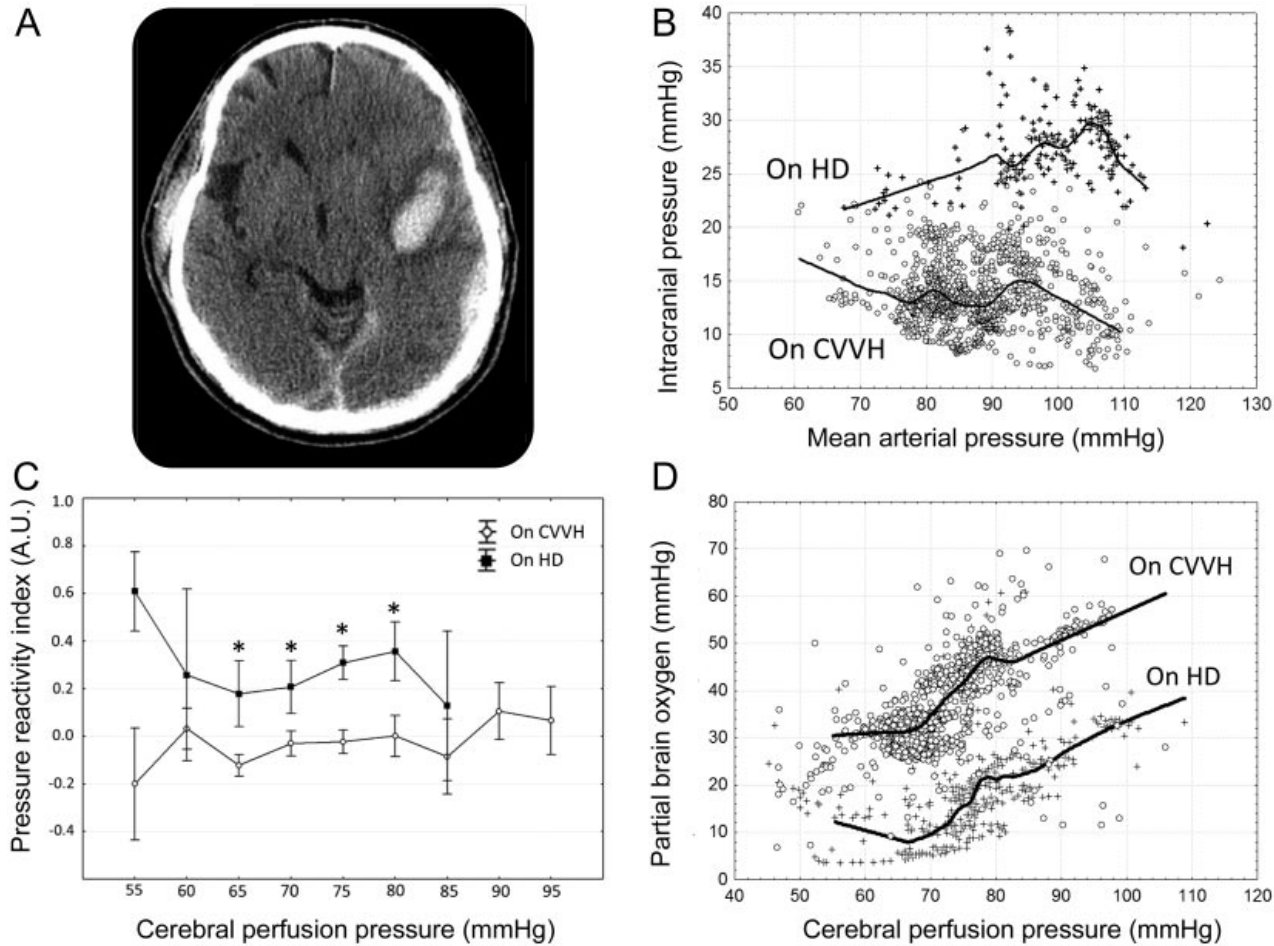 A
B
Intracranial pressure (mmHg)
40
35
30
25
20
15
10
5
On HD
On CVVH
50 60 70 80 90 100 110 120 130
Mean arterial pressure (mmHg)
C
Pressure reactivity index (A.U.)
1.0
0.8
0.6
0.4
0.2
0.0
-0.2
-0.4
On CVVH
On HD
* * * *
55 60 65 70 75 80 85 90 95
Cerebral perfusion pressure (mmHg)
D
Partial brain oxygen (mmHg)
80
70
60
50
40
30
20
10
0
On CVVH
On HD
40 50 60 70 80 90 100 110 120
Cerebral perfusion pressure (mmHg)